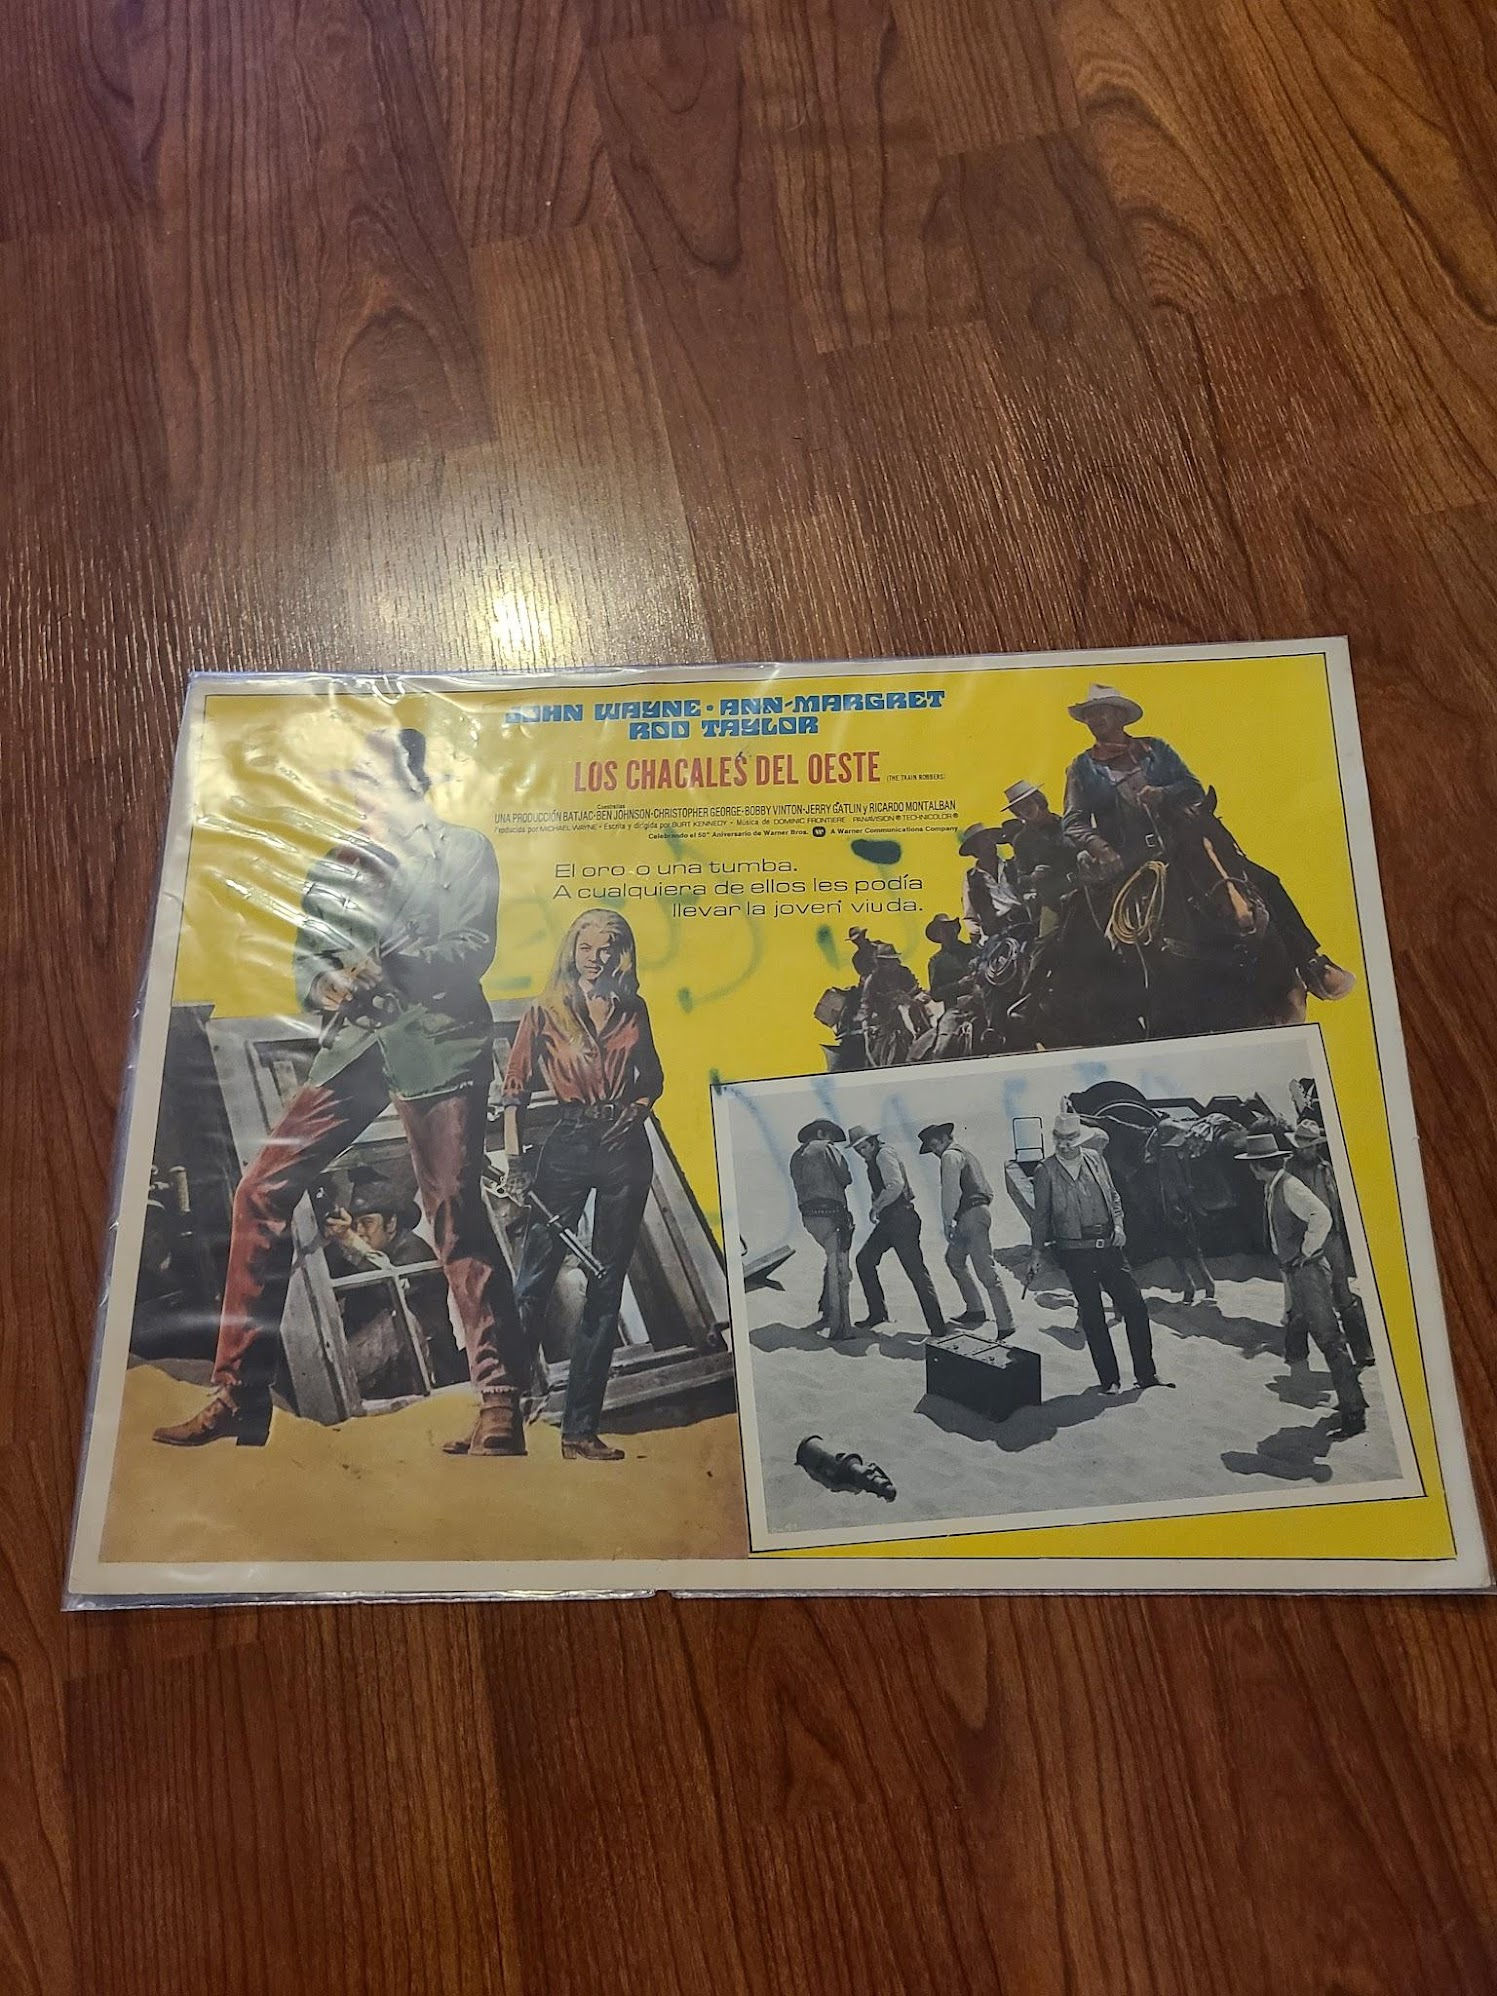 JOHN WAYNE • ANN-MARGRET
ROD TAYLOR
LOS CHACALES DEL OESTE (THE TRAIN ROBBERS)
Coestrellas
UNA PRODUCCIÓN BATJAC-BEN JOHNSON-CHRISTOPHER GEORGE-BOBBY VINTON-JERRY GATLIN y RICARDO MONTALBAN
Producida por MICHAEL WAYNE • Escrita y dirigida por BURT KENNEDY • Música de DOMINIC FRONTIERE PANAVISION® TECHNICOLOR®
Celebrando el 50° Aniversario de Warner Bros. A Warner Communications Company
El oro o una tumba.
A cualquiera de ellos les podía
llevar la joven viuda.